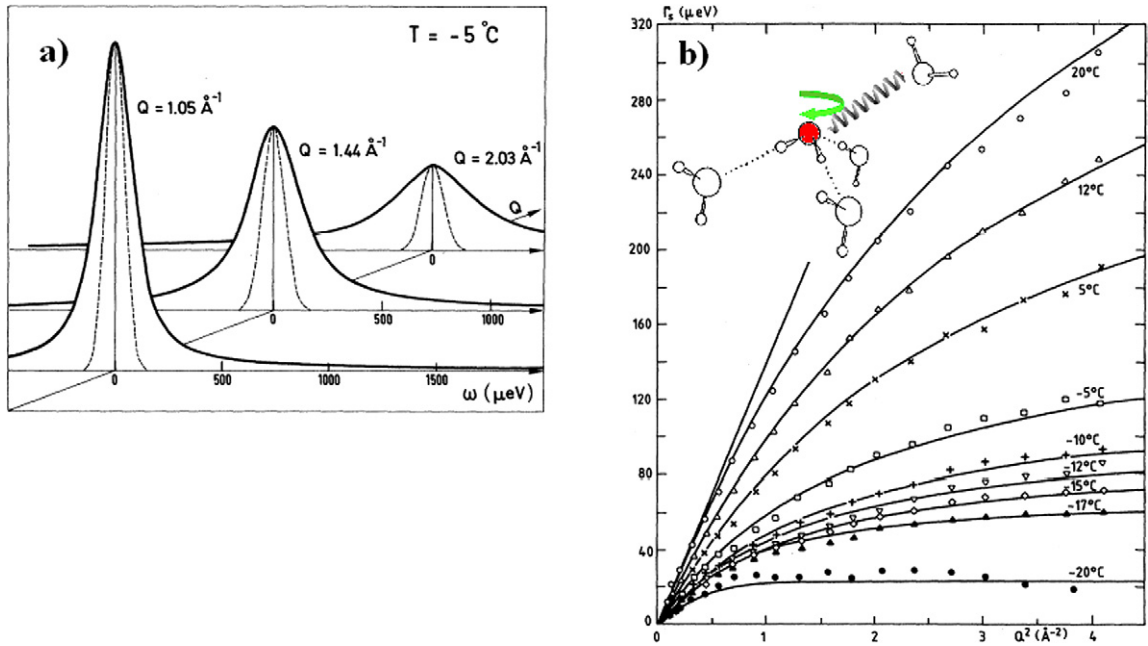 a)
T = -5 °C
Q = 1.05 Å⁻¹
Q = 1.44 Å⁻¹
Q = 2.03 Å⁻¹
Q
0
0 500 1000
0 500 1000 1500
ω (μeV)
b)
Γs (μeV)
320
280
240
200
160
120
80
40
0
20°C
12°C
5°C
-5°C
-10°C
-12°C
-15°C
-17°C
-20°C
0 1 2 3 4
Q² (Å⁻²)